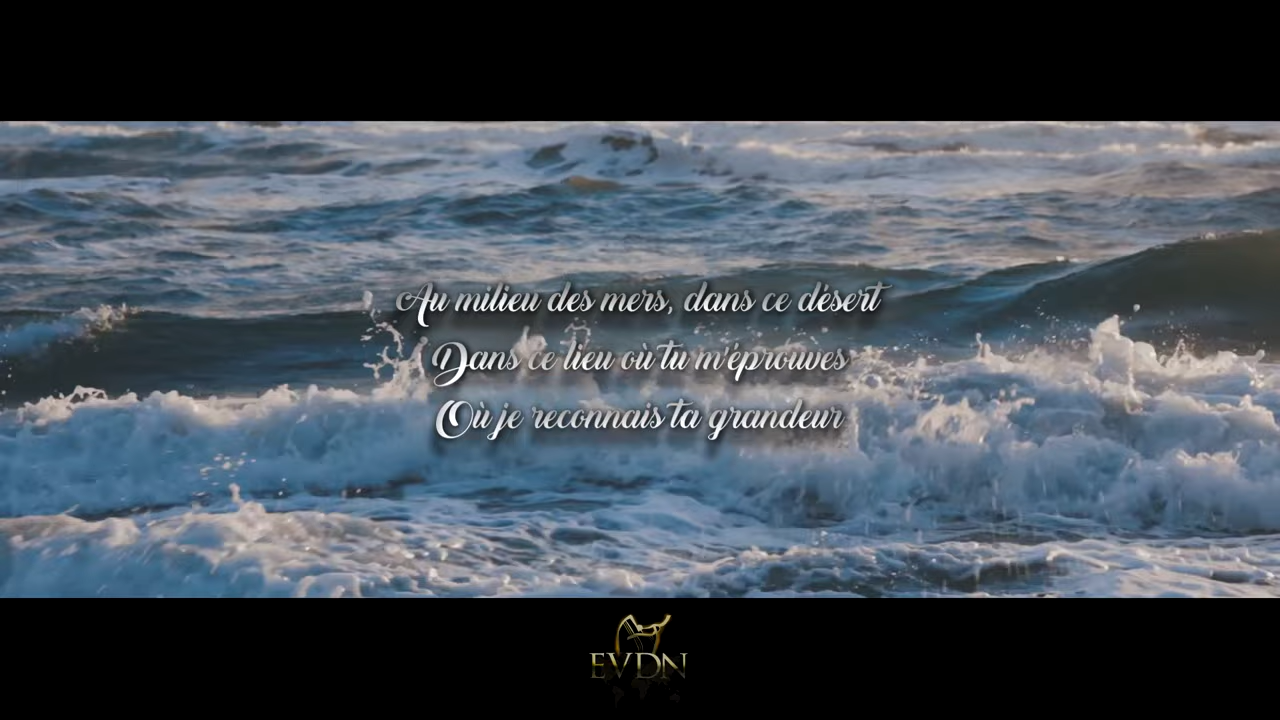 Au milieu des mers, dans ce désert
Dans ce lieu où tu m'éprouves
Où je reconnais ta grandeur
EVDN